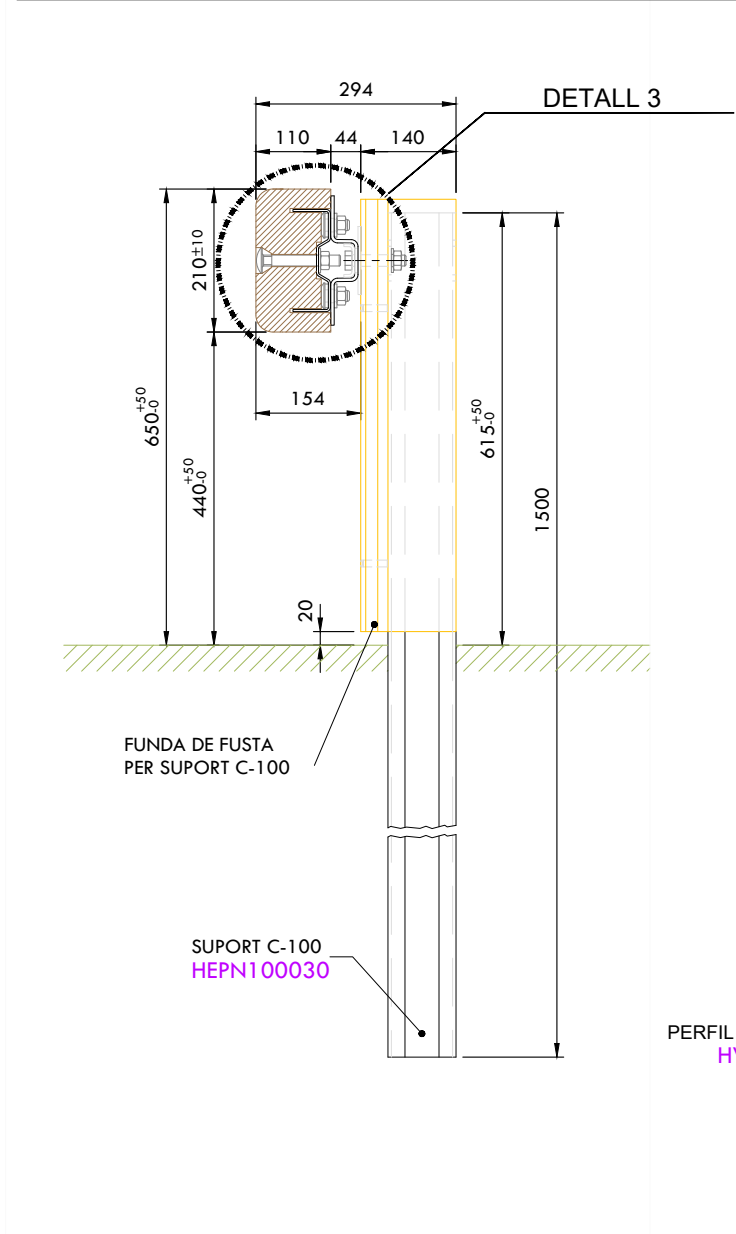 294
DETALL 3
110
44
140
210±10
154
650 +50 -0
440 +50 -0
615 +50 -0
1500
20
FUNDA DE FUSTA
PER SUPORT C-100
SUPORT C-100
HEPN100030
PERFIL